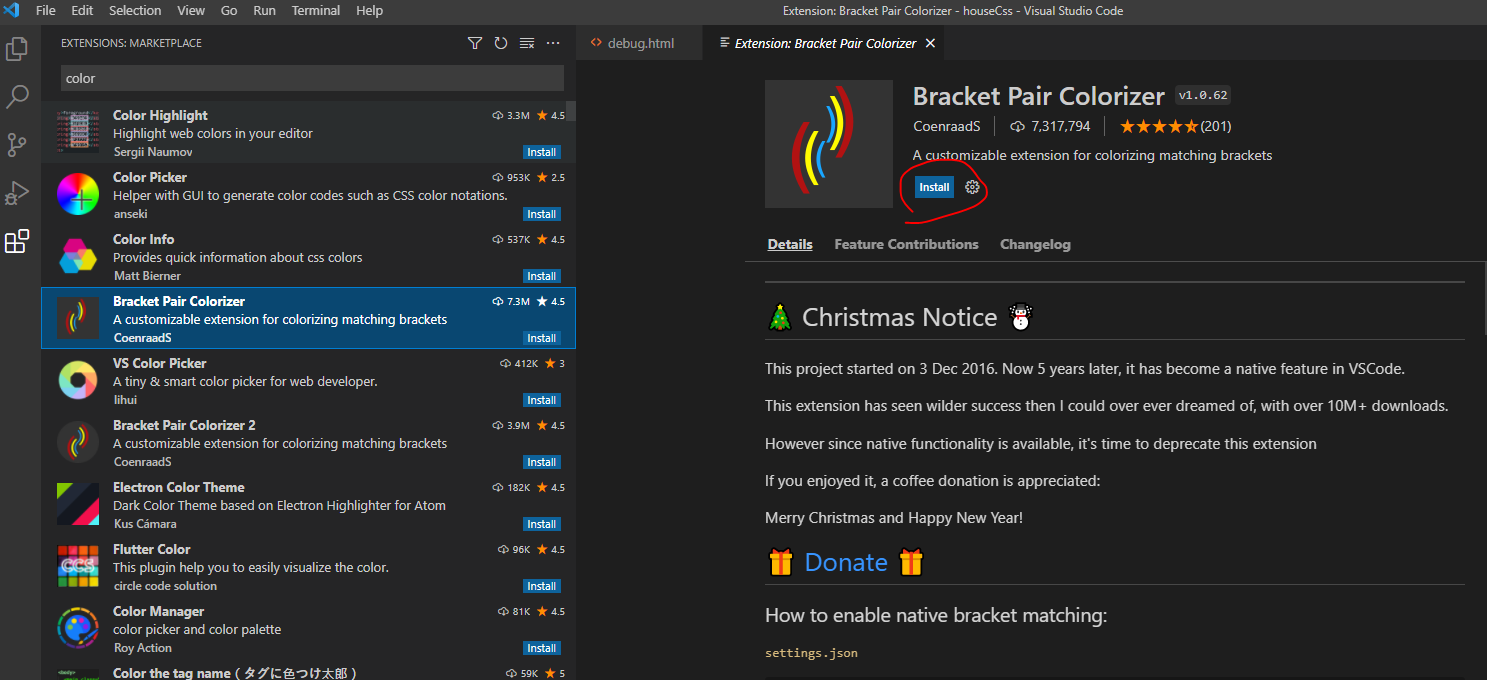 File Edit Selection View Go Run Terminal Help
Extension: Bracket Pair Colorizer - houseCss - Visual Studio Code
EXTENSIONS: MARKETPLACE
color
Color Highlight 3.3M 4.5
Highlight web colors in your editor
Sergii Naumov Install
Color Picker 953K 2.5
Helper with GUI to generate color codes such as CSS color notations.
anseki Install
Color Info 537K 4.5
Provides quick information about css colors
Matt Bierner Install
Bracket Pair Colorizer 7.3M 4.5
A customizable extension for colorizing matching brackets
CoenraadS Install
VS Color Picker 412K 3
A tiny & smart color picker for web developer.
lihui Install
Bracket Pair Colorizer 2 3.9M 4.5
A customizable extension for colorizing matching brackets
CoenraadS Install
Electron Color Theme 182K 4.5
Dark Color Theme based on Electron Highlighter for Atom
Kus Cámara Install
Flutter Color 96K 4.5
This plugin help you to easily visualize the color.
circle code solution Install
Color Manager 81K 4.5
color picker and color palette
Roy Action Install
Color the tag name ( タグに色つけ太郎 ) 59K 5
debug.html
Extension: Bracket Pair Colorizer
Bracket Pair Colorizer v1.0.62
CoenraadS 7,317,794 (201)
A customizable extension for colorizing matching brackets
Install
Details Feature Contributions Changelog
Christmas Notice
This project started on 3 Dec 2016. Now 5 years later, it has become a native feature in VSCode.
This extension has seen wilder success then I could over ever dreamed of, with over 10M+ downloads.
However since native functionality is available, it's time to deprecate this extension
If you enjoyed it, a coffee donation is appreciated:
Merry Christmas and Happy New Year!
Donate
How to enable native bracket matching:
settings.json